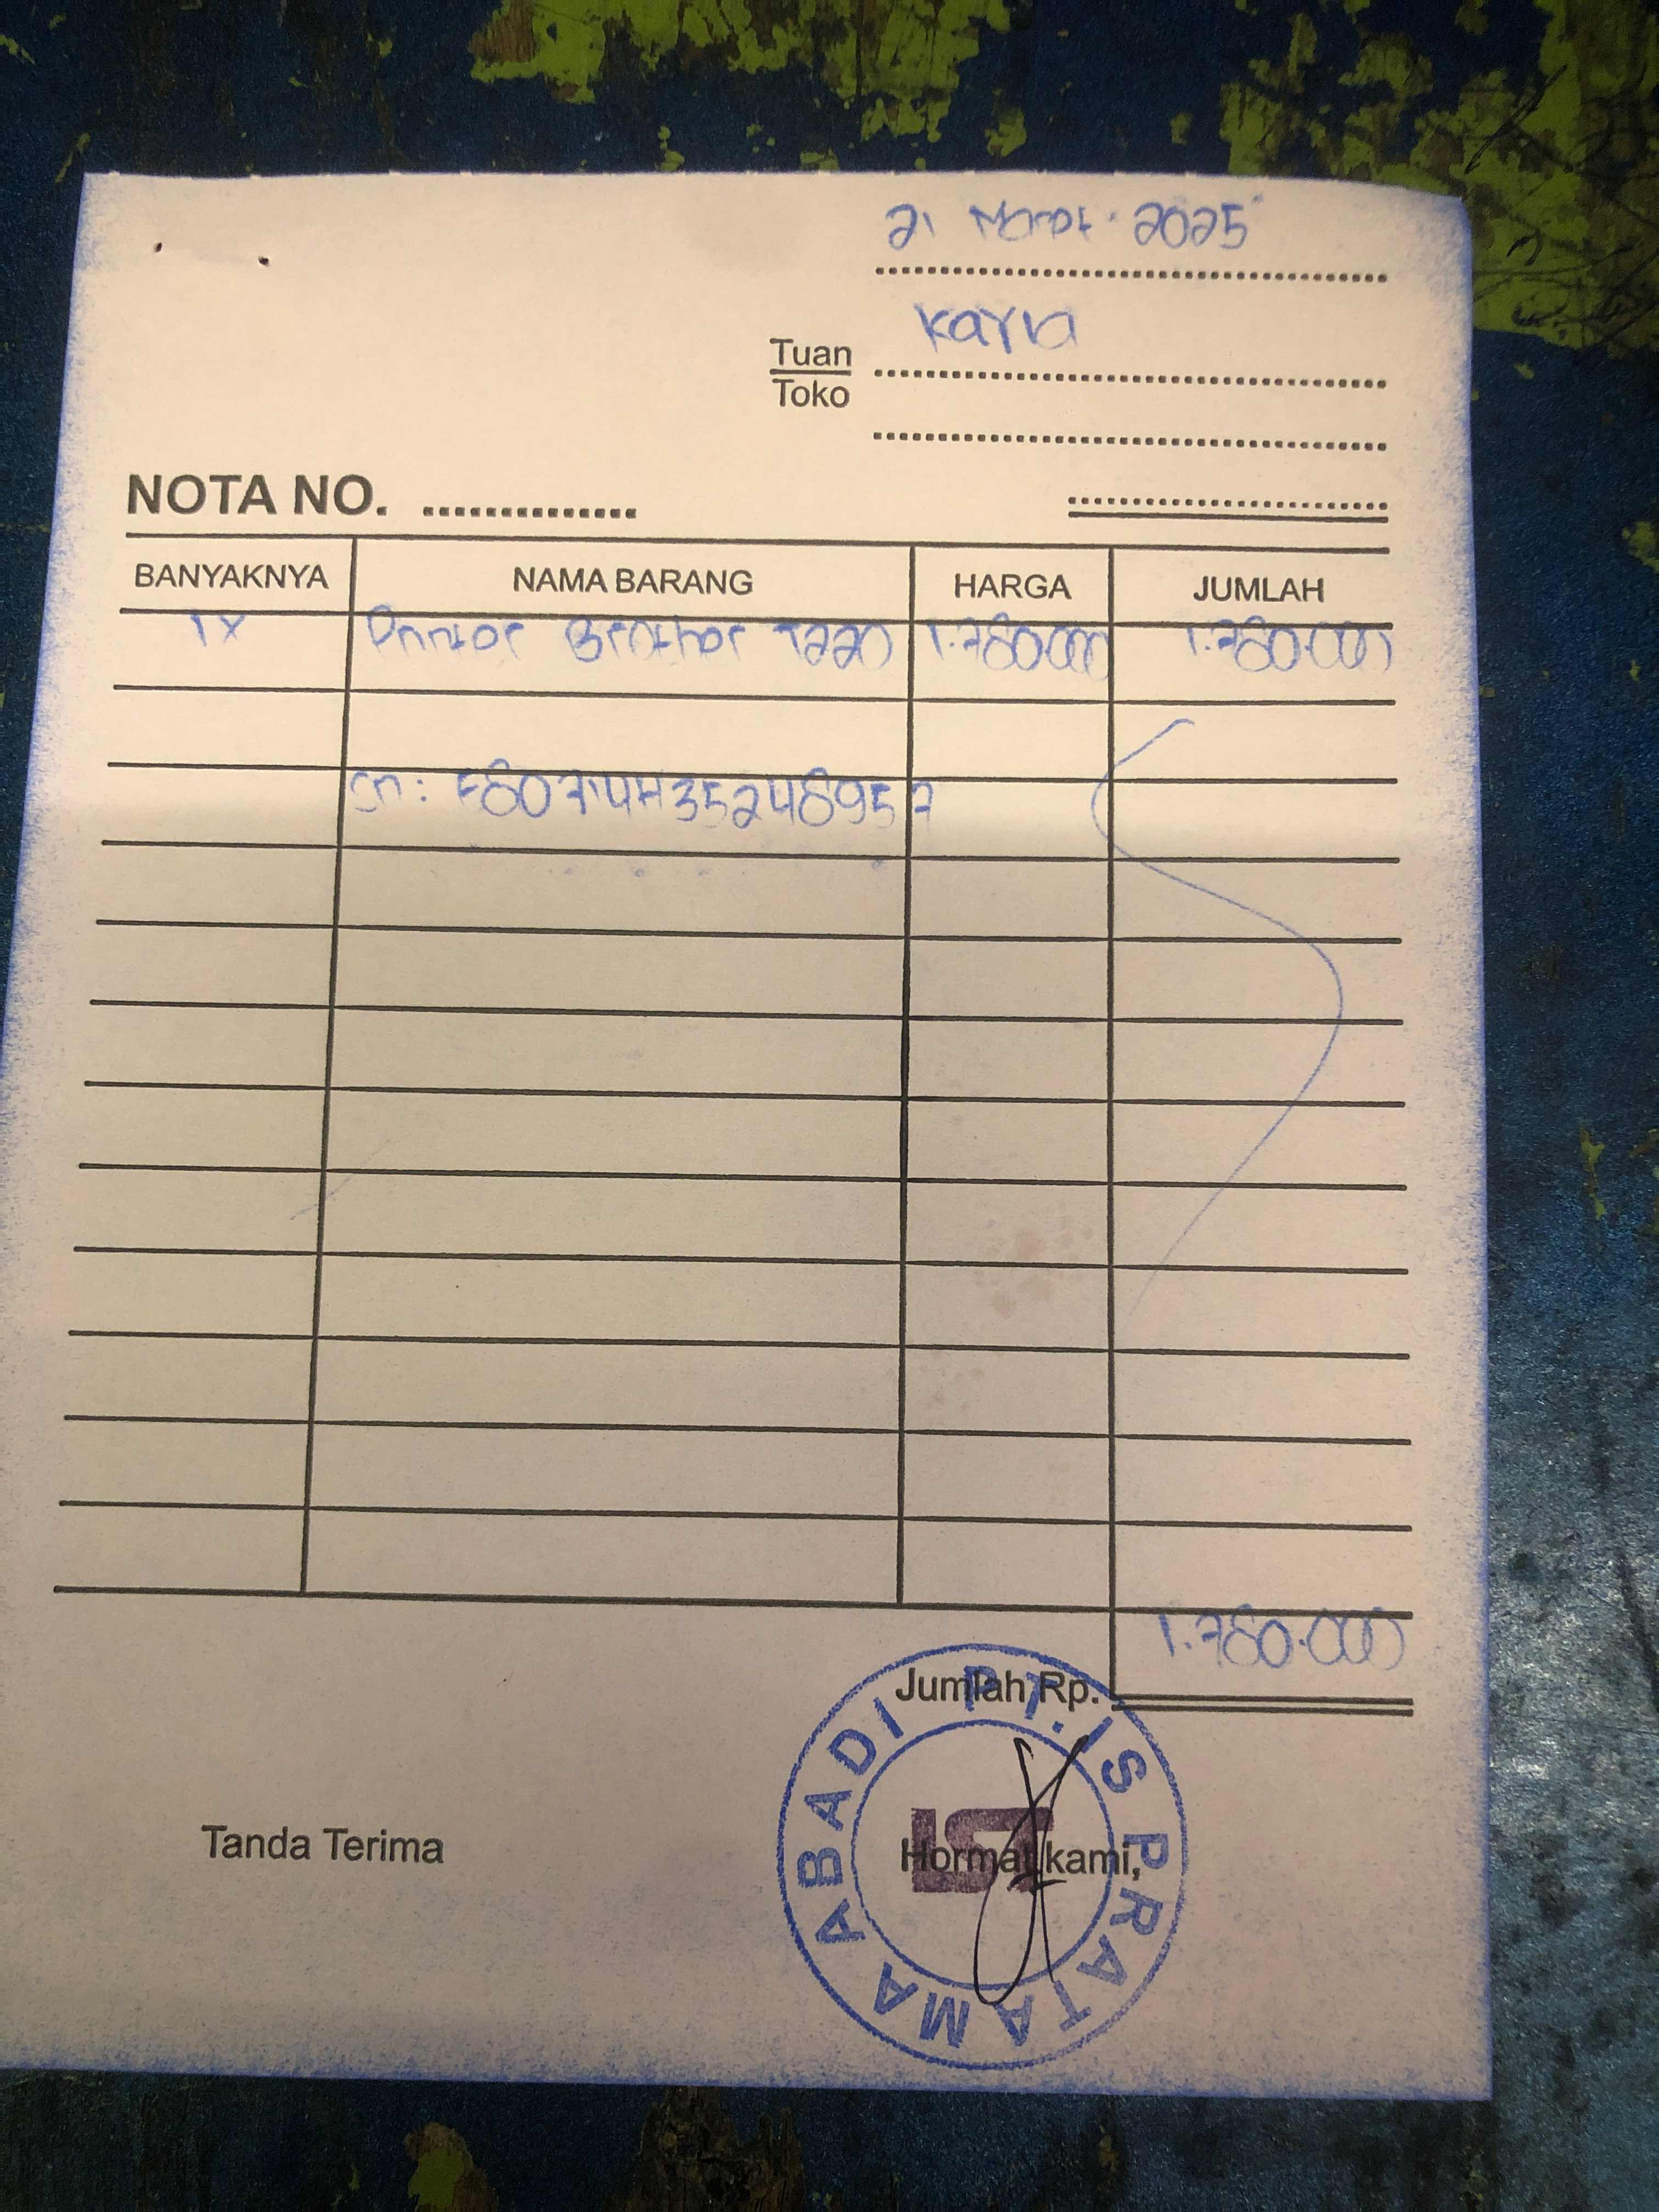 21 Maret 2025
Tuan karya
Toko
NOTA NO. ...............
BANYAKNYA NAMA BARANG HARGA JUMLAH
1x Printer Brother T220 1.780.000 1.780.000
sn: E80714H35248957
1.780.000
Jumlah Rp.
Tanda Terima Hormat kami,
PT. IS PRATAMA ABADI